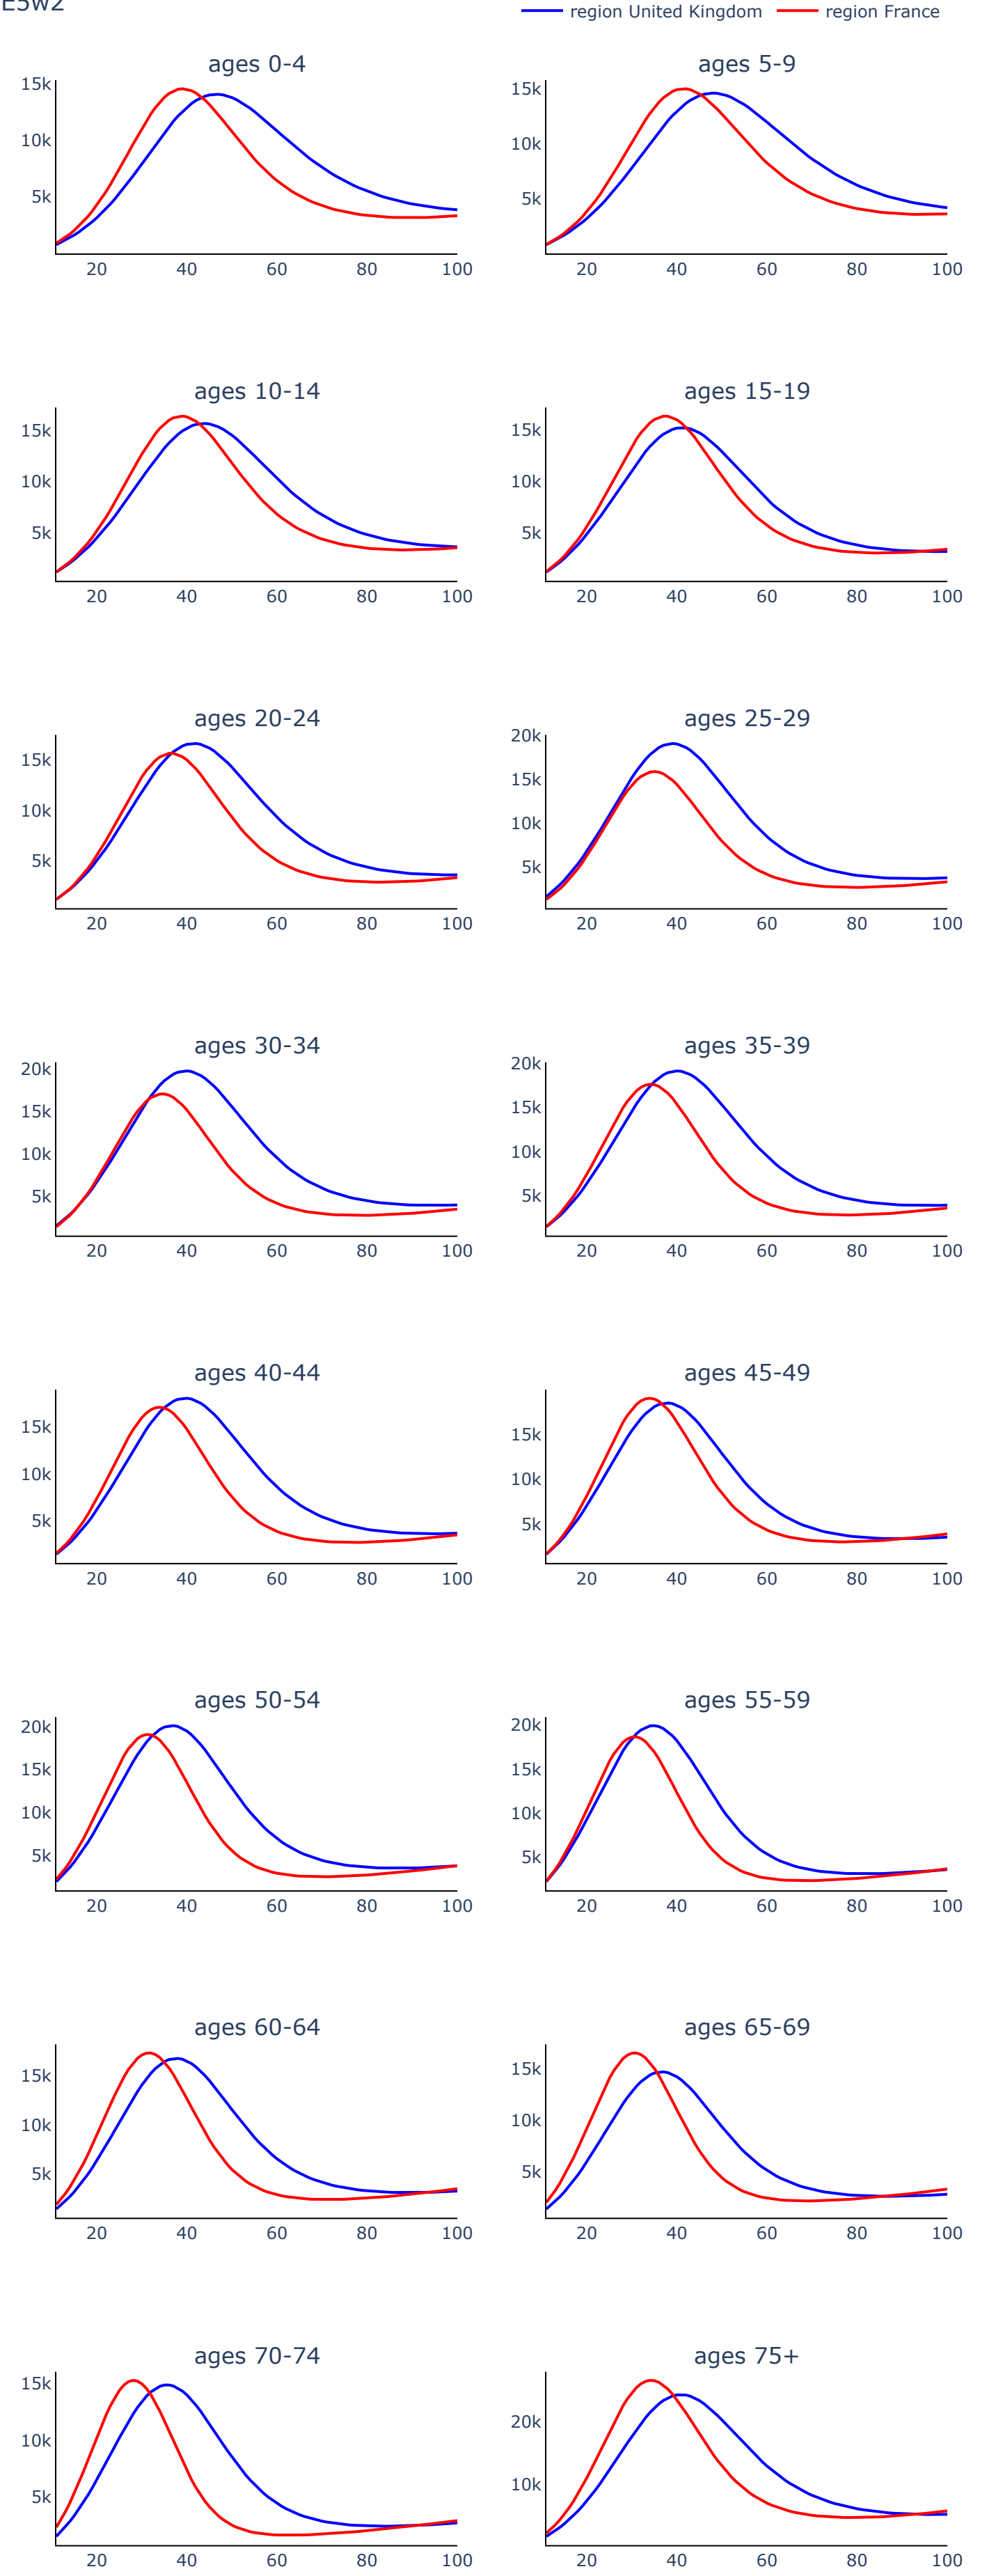 E5w2
region United Kingdom region France
ages 0-4 ages 5-9
15k 15k
10k 10k
5k 5k
20 40 60 80 100 20 40 60 80 100
ages 10-14 ages 15-19
15k 15k
10k 10k
5k 5k
20 40 60 80 100 20 40 60 80 100
ages 20-24 ages 25-29
20k
15k 15k
10k 10k
5k 5k
20 40 60 80 100 20 40 60 80 100
ages 30-34 ages 35-39
20k 20k
15k 15k
10k 10k
5k 5k
20 40 60 80 100 20 40 60 80 100
ages 40-44 ages 45-49
15k 15k
10k 10k
5k 5k
20 40 60 80 100 20 40 60 80 100
ages 50-54 ages 55-59
20k 20k
15k 15k
10k 10k
5k 5k
20 40 60 80 100 20 40 60 80 100
ages 60-64 ages 65-69
15k 15k
10k 10k
5k 5k
20 40 60 80 100 20 40 60 80 100
ages 70-74 ages 75+
15k
20k
10k
10k
5k
20 40 60 80 100 20 40 60 80 100